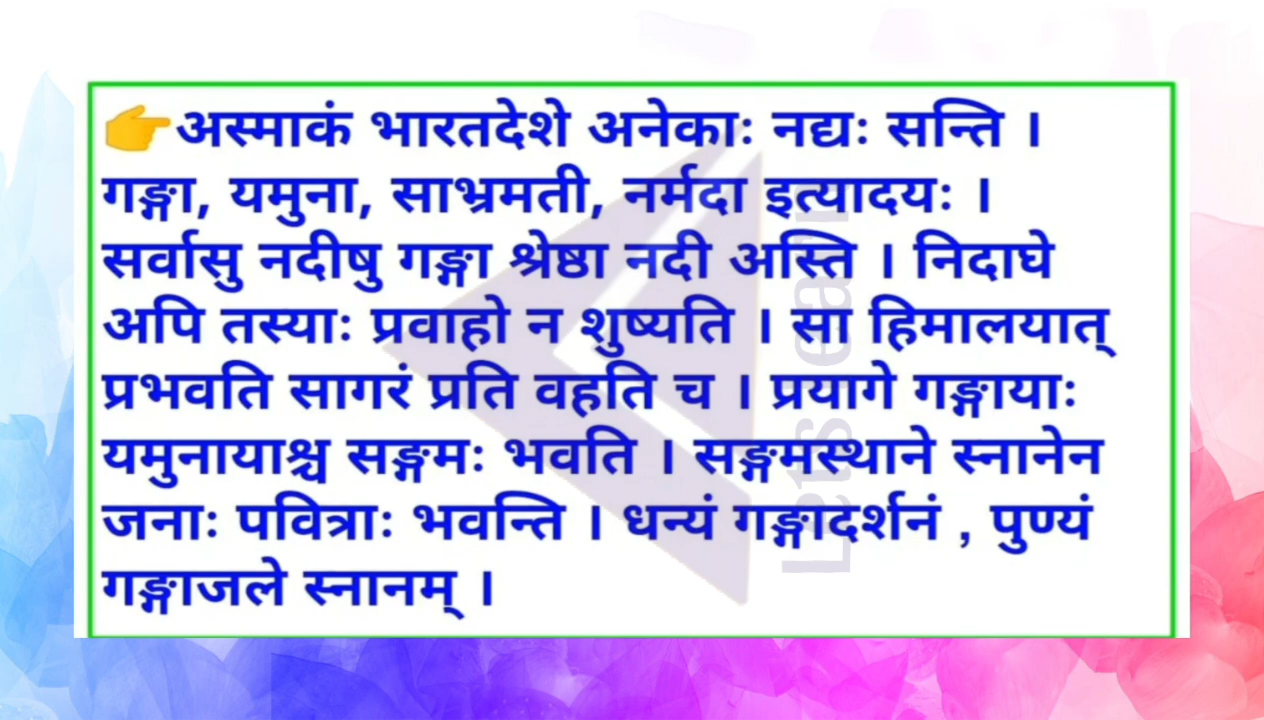 👉अस्माकं भारतदेशे अनेकाः नद्यः सन्ति ।
गङ्गा, यमुना, साभ्रमती, नर्मदा इत्यादयः ।
सर्वासु नदीषु गङ्गा श्रेष्ठा नदी अस्ति । निदाघे
अपि तस्याः प्रवाहो न शुष्यति । सा हिमालयात्
प्रभवति सागरं प्रति वहति च । प्रयागे गङ्गायाः
यमुनायाश्च सङ्गमः भवति । सङ्गमस्थाने स्नानेन
जनाः पवित्राः भवन्ति । धन्यं गङ्गादर्शनं , पुण्यं
गङ्गाजले स्नानम् ।
Lets learn